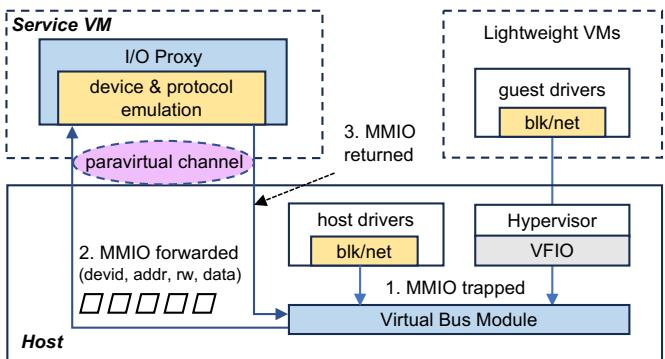 Service VM
I/O Proxy
device & protocol
emulation
Lightweight VMs
guest drivers
blk/net
paravirtual channel
3. MMIO
returned
host drivers
blk/net
Hypervisor
VFIO
2. MMIO forwarded
(devid, addr, rw, data)
1. MMIO trapped
Virtual Bus Module
Host